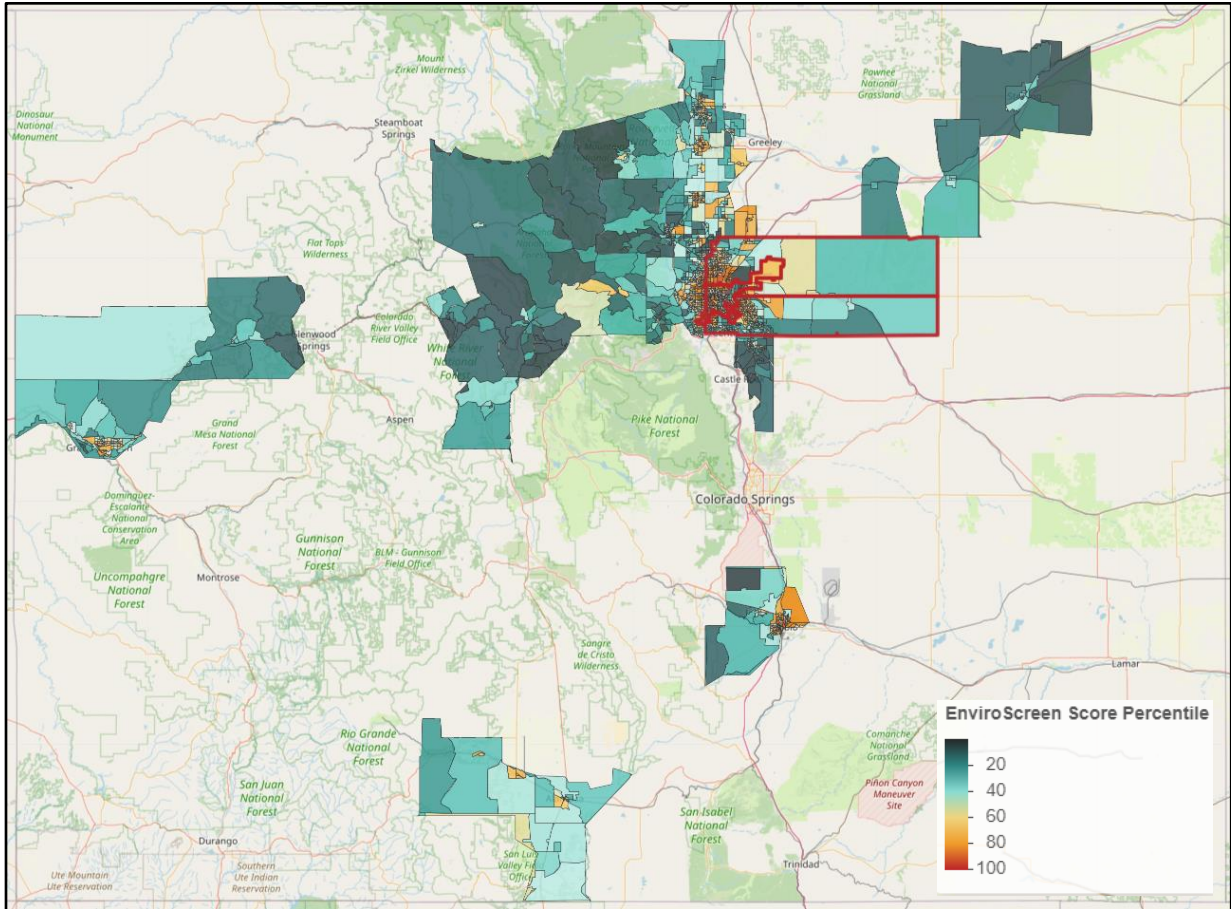 Mount
Zirkel Wilderness
Pawnee
National
Grassland
Dinosaur
National
Monument
Steamboat
Springs
Greeley
Flat Tops
Wilderness
Colorado
River Valley
Field Office
Springs
White River
National
Forest
Castle Rock
Aspen
Grand
Mesa National
Forest
Pike National
Forest
Dominguez-
Escalante
National
Conservation
Area
Colorado Springs
Gunnison
National
Forest
BLM - Gunnison
Field Office
Uncompahgre
National
Forest
Montrose
Sangre
de Cristo
Wilderness
Lamar
EnviroScreen Score Percentile
20
40
60
80
100
Rio Grande
National
Forest
Comanche
National
Grassland
Piñon Canyon
Maneuver
Site
San Juan
National
Forest
San Isabel
National
Forest
Durango
San Luis
Valley Field
Office
Trinidad
Ute Mountain
Ute Reservation
Southern
Ute Indian
Reservation